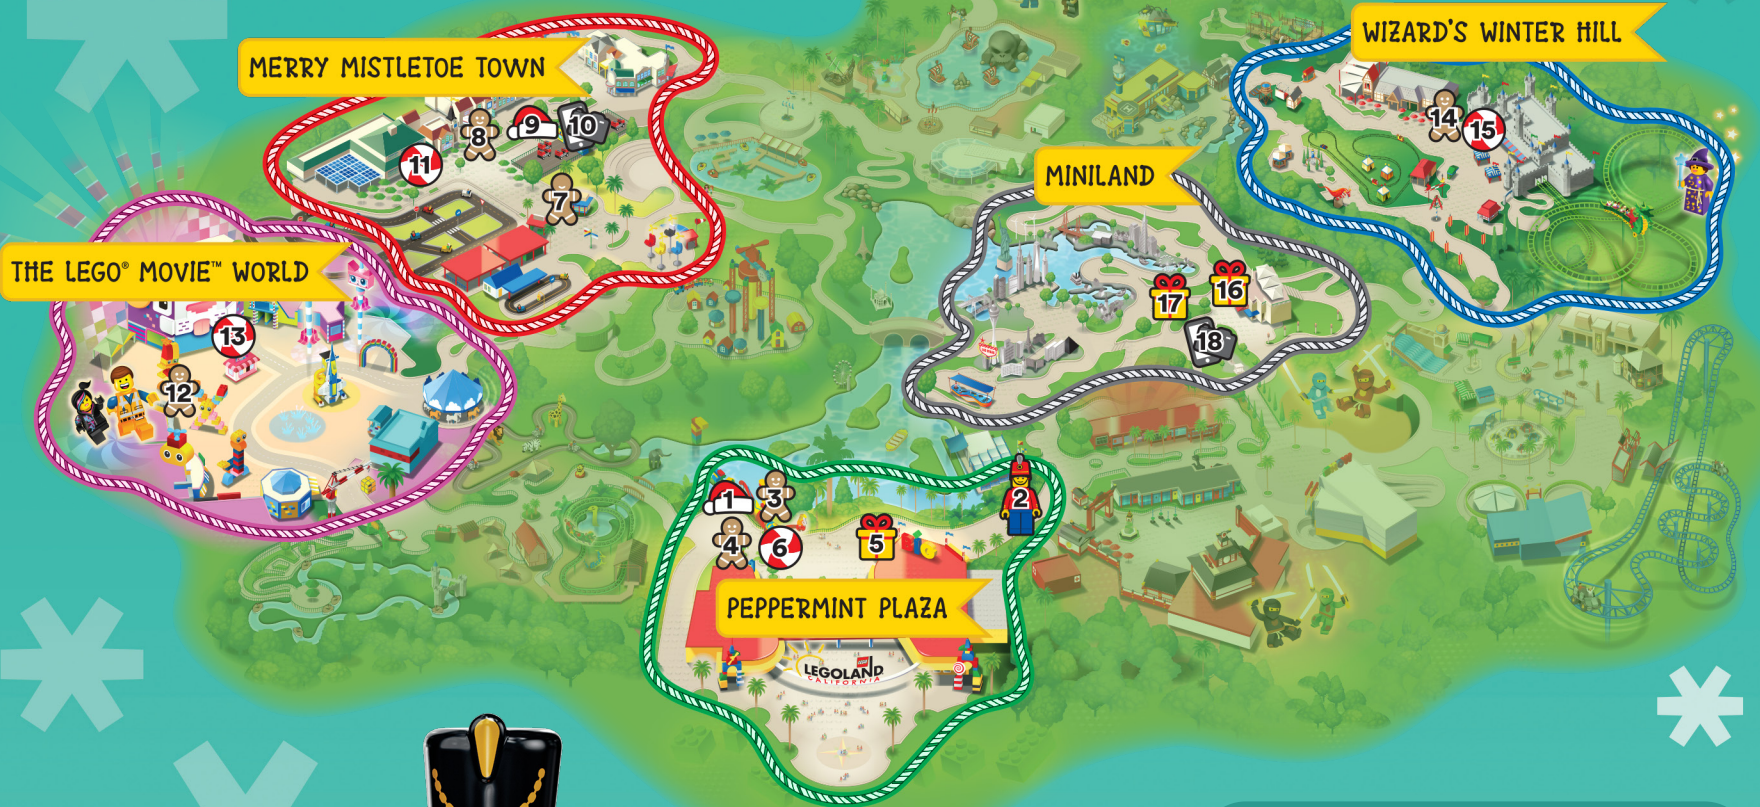 WIZARD'S WINTER HILL
MERRY MISTLETOE TOWN
8
9
10
14
15
11
MINILAND
7
THE LEGO® MOVIE™ WORLD
17
16
13
18
12
1
3
2
4
6
5
PEPPERMINT PLAZA
LEGO
LEGOLAND
CALIFORNIA